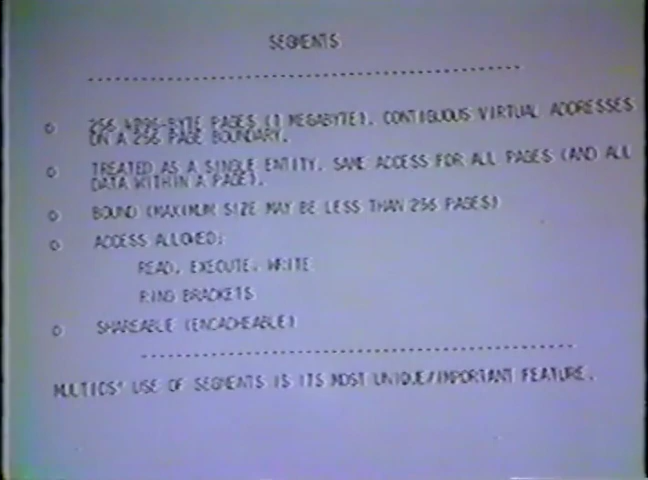 SEGMENTS
o 256 4096-BYTE PAGES (1 MEGABYTE). CONTIGUOUS VIRTUAL ADDRESSES
ON A 256 PAGE BOUNDARY.
o TREATED AS A SINGLE ENTITY. SAME ACCESS FOR ALL PAGES (AND ALL
DATA WITHIN A PAGE).
o BOUND (MAXIMUM SIZE MAY BE LESS THAN 256 PAGES)
o ACCESS ALLOWED:
READ, EXECUTE, WRITE
RING BRACKETS
o SHAREABLE (ENCACHEABLE)
MULTICS' USE OF SEGMENTS IS ITS MOST UNIQUE/IMPORTANT FEATURE.